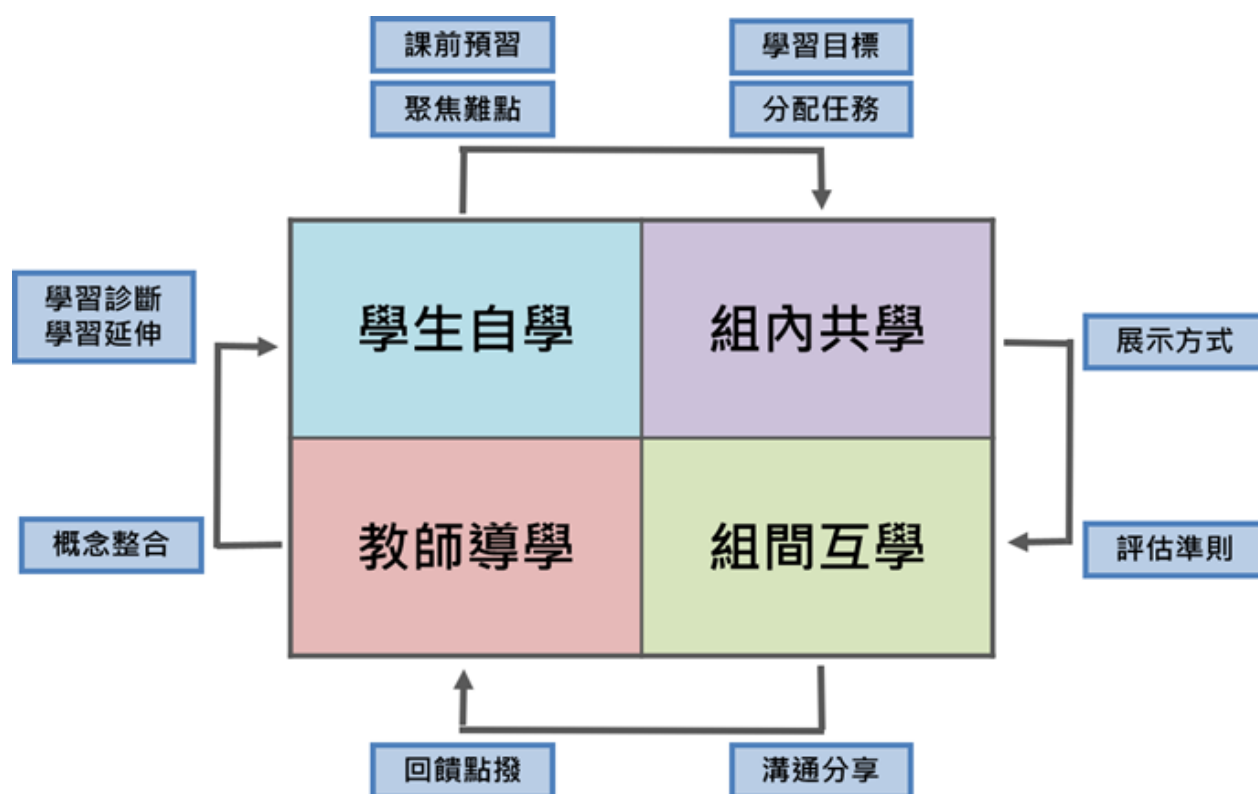 課前預習
學習目標
聚焦難點
分配任務
學習診斷
學習延伸
學生自學
組內共學
展示方式
概念整合
教師導學
組間互學
評估準則
回饋點撥
溝通分享